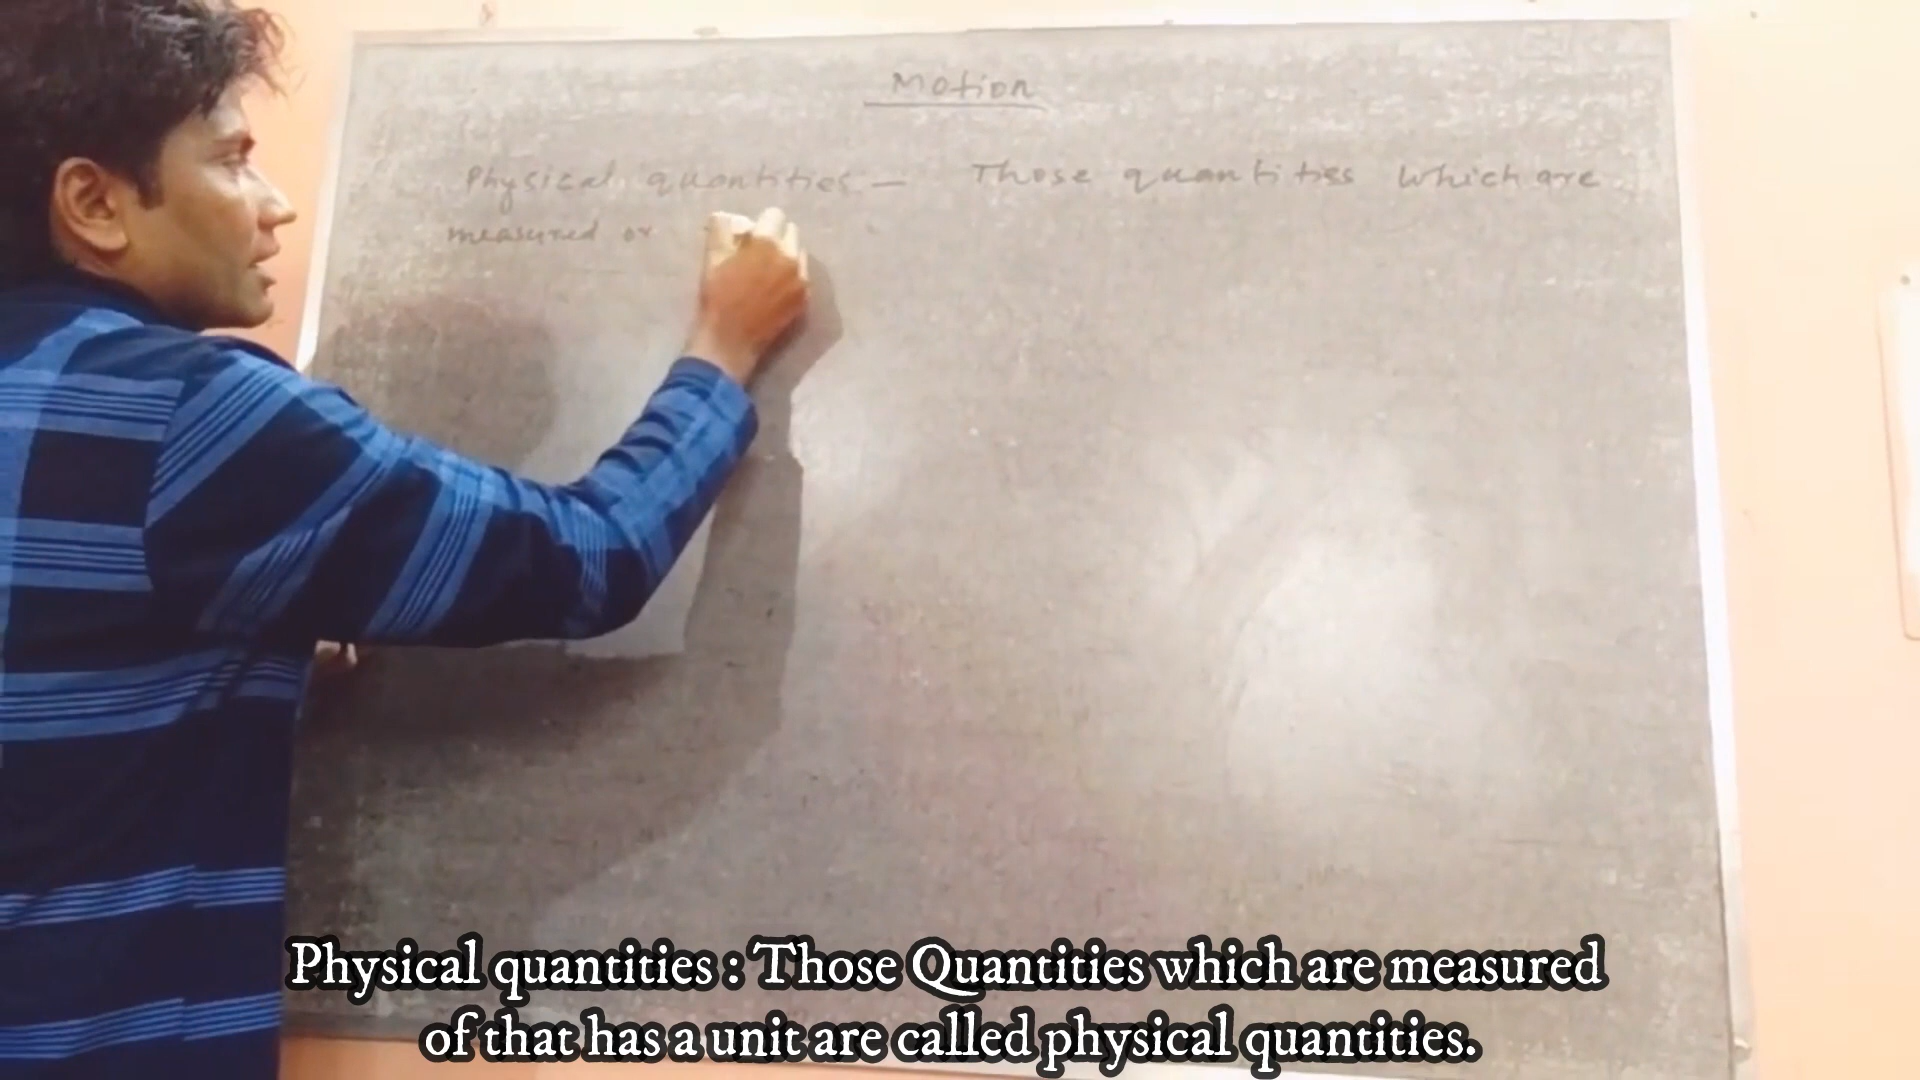 Motion
Physical quantities – Those quantities which are
measured or
Physical quantities : Those Quantities which are measured
of that has a unit are called physical quantities.